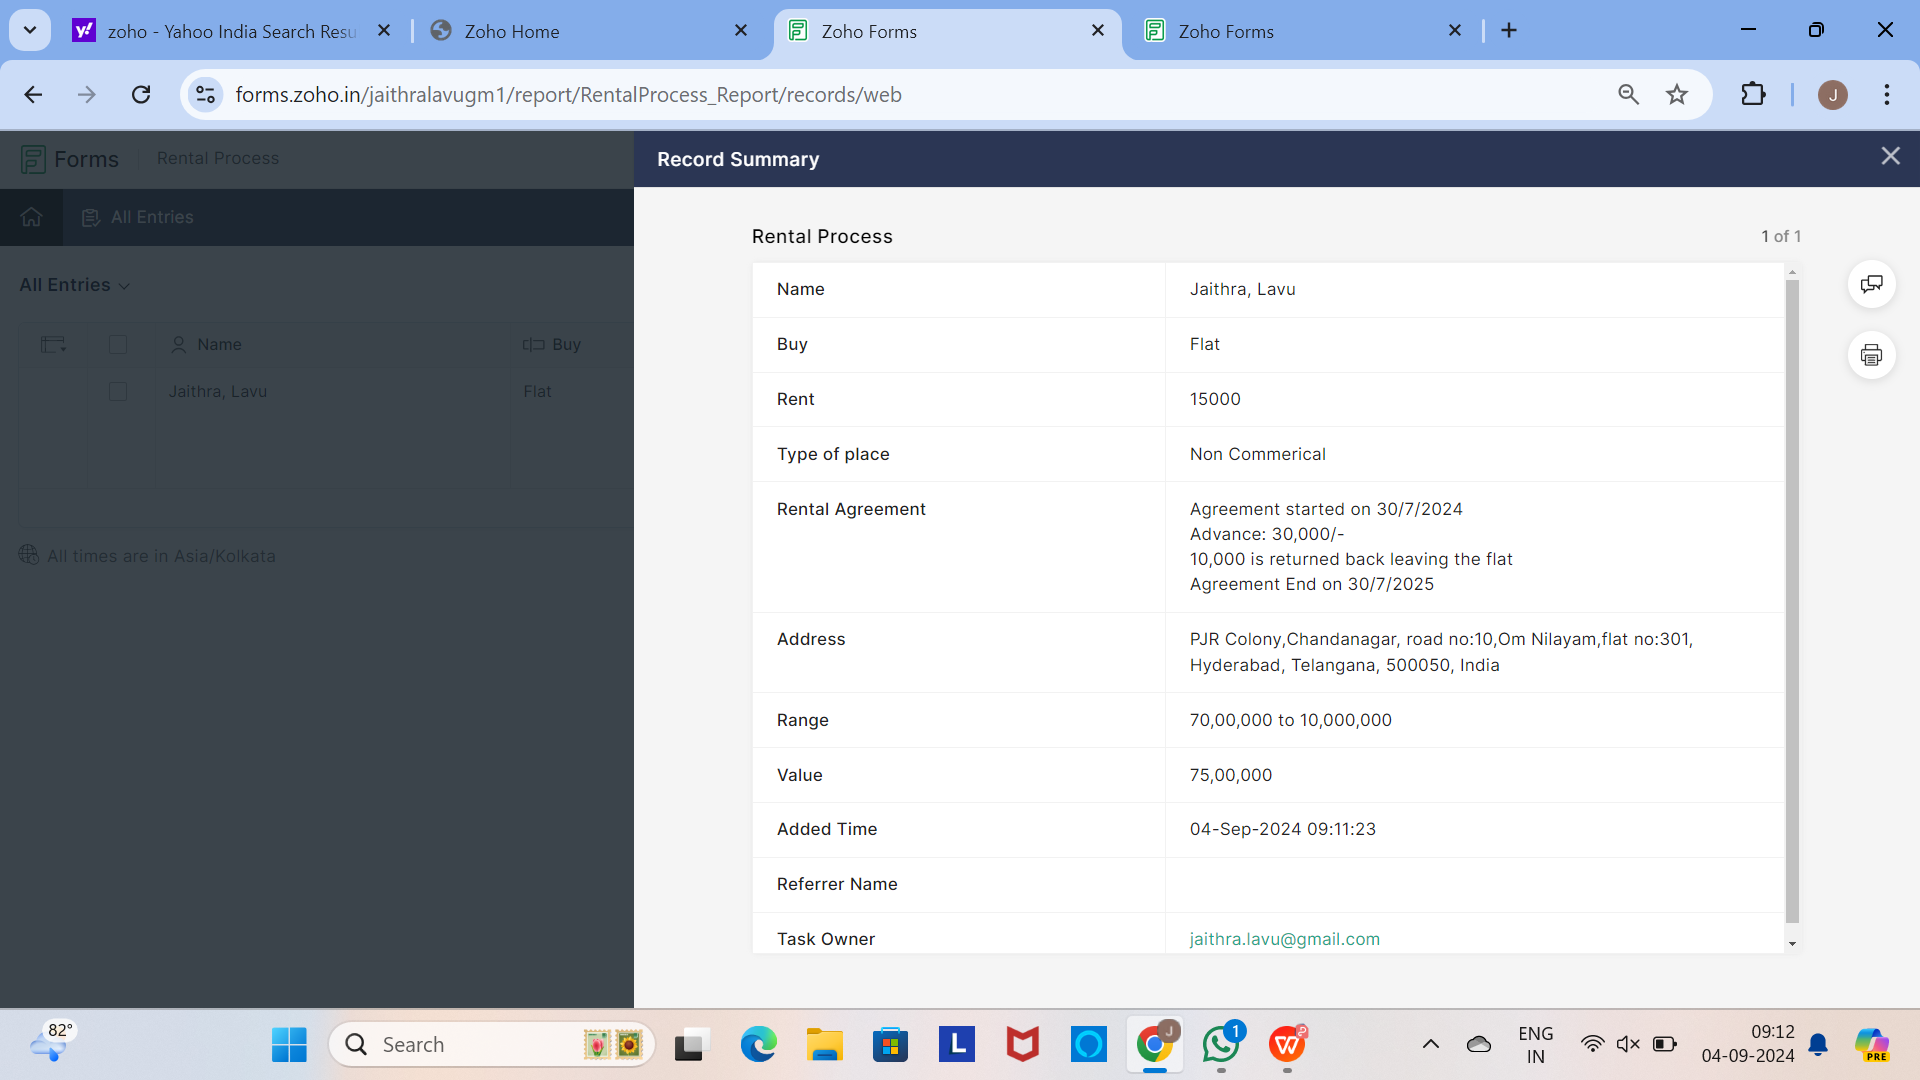 zoho - Yahoo India Search Resu
Zoho Home
Zoho Forms
Zoho Forms
forms.zoho.in/jaithralavugm1/report/RentalProcess_Report/records/web
J
Forms
Rental Process
Record Summary
All Entries
All Entries
Name
Buy
Jaithra, Lavu
Flat
All times are in Asia/Kolkata
Rental Process
1 of 1
Name
Jaithra, Lavu
Buy
Flat
Rent
15000
Type of place
Non Commerical
Rental Agreement
Agreement started on 30/7/2024
Advance: 30,000/-
10,000 is returned back leaving the flat
Agreement End on 30/7/2025
Address
PJR Colony,Chandanagar, road no:10,Om Nilayam,flat no:301,
Hyderabad, Telangana, 500050, India
Range
70,00,000 to 10,000,000
Value
75,00,000
Added Time
04-Sep-2024 09:11:23
Referrer Name
Task Owner
jaithra.lavu@gmail.com
82°
Search
L
J
1
W
ENG
IN
09:12
04-09-2024
PRE